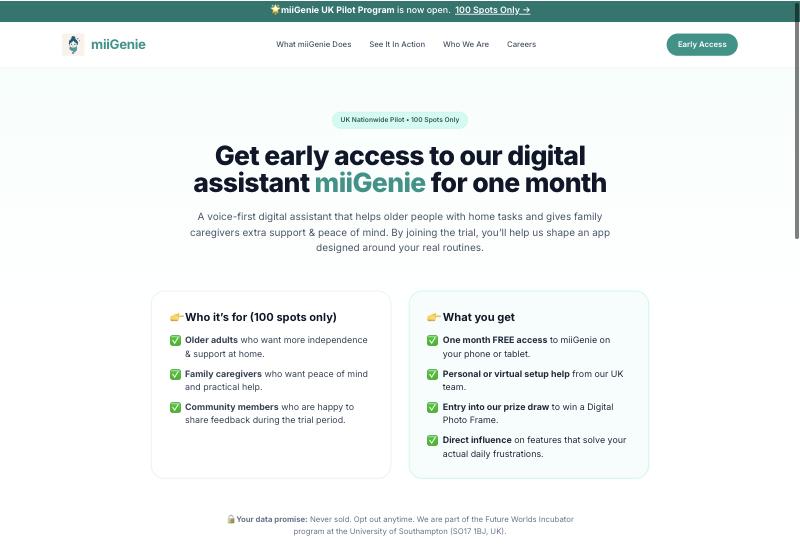 🌟miiGenie UK Pilot Program is now open. 100 Spots Only →
miiGenie
What miiGenie Does
See It In Action
Who We Are
Careers
Early Access
UK Nationwide Pilot • 100 Spots Only
Get early access to our digital
assistant miiGenie for one month
A voice-first digital assistant that helps older people with home tasks and gives family
caregivers extra support & peace of mind. By joining the trial, you'll help us shape an app
designed around your real routines.
👉Who it's for (100 spots only)
✅ Older adults who want more independence
& support at home.
✅ Family caregivers who want peace of mind
and practical help.
✅ Community members who are happy to
share feedback during the trial period.
👉What you get
✅ One month FREE access to miiGenie on
your phone or tablet.
✅ Personal or virtual setup help from our UK
team.
✅ Entry into our prize draw to win a Digital
Photo Frame.
✅ Direct influence on features that solve your
actual daily frustrations.
🔒Your data promise: Never sold. Opt out anytime. We are part of the Future Worlds Incubator
program at the University of Southampton (SO17 1BJ, UK).